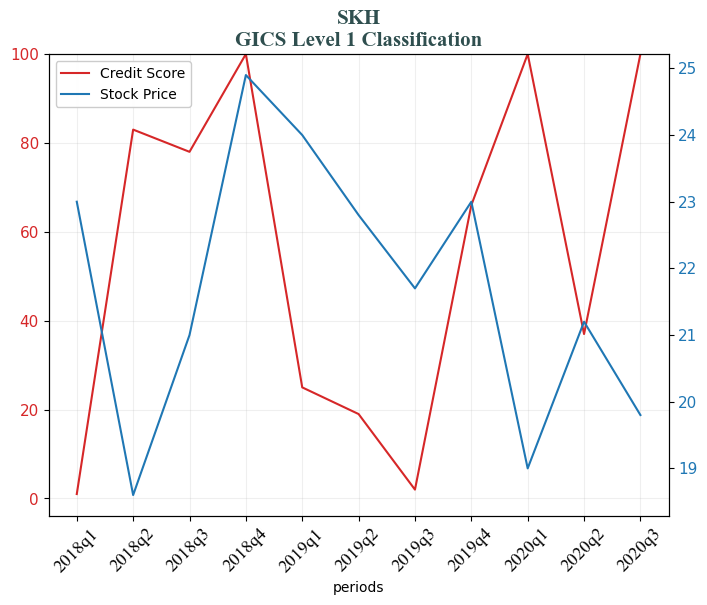 SKH
GICS Level 1 Classification
Credit Score
Stock Price
100
80
60
40
20
0
25
24
23
22
21
20
19
2018q1
2018q2
2018q3
2018q4
2019q1
2019q2
2019q3
2019q4
2020q1
2020q2
2020q3
periods